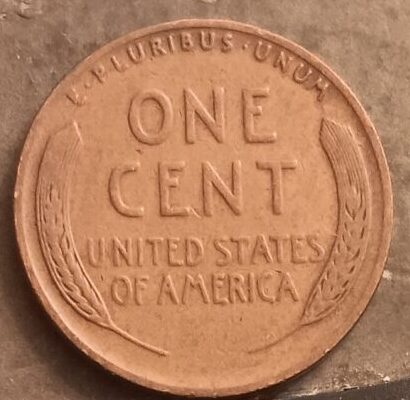 E·PLURIBUS·UNUM
ONE
CENT
UNITED STATES
OF AMERICA